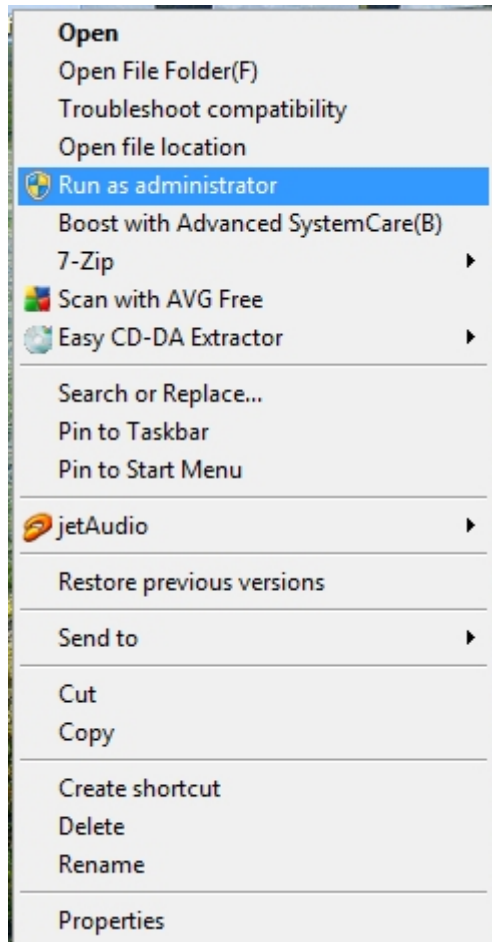 Open
Open File Folder(F)
Troubleshoot compatibility
Open file location
Run as administrator
Boost with Advanced SystemCare(B)
7-Zip
Scan with AVG Free
Easy CD-DA Extractor
Search or Replace...
Pin to Taskbar
Pin to Start Menu
jetAudio
Restore previous versions
Send to
Cut
Copy
Create shortcut
Delete
Rename
Properties